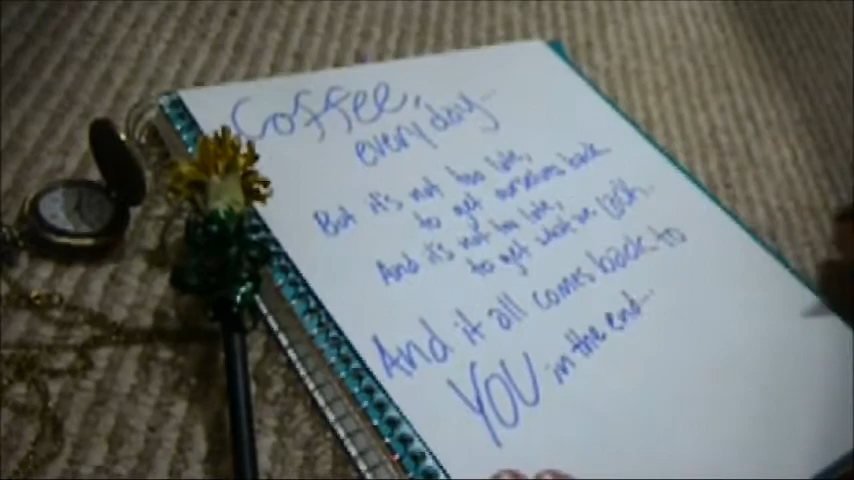 Coffee,
every day...
But it's not too late,
to get ourselves back.
And it's not too late,
to get what we lack.
And it all comes back to
YOU in the end...